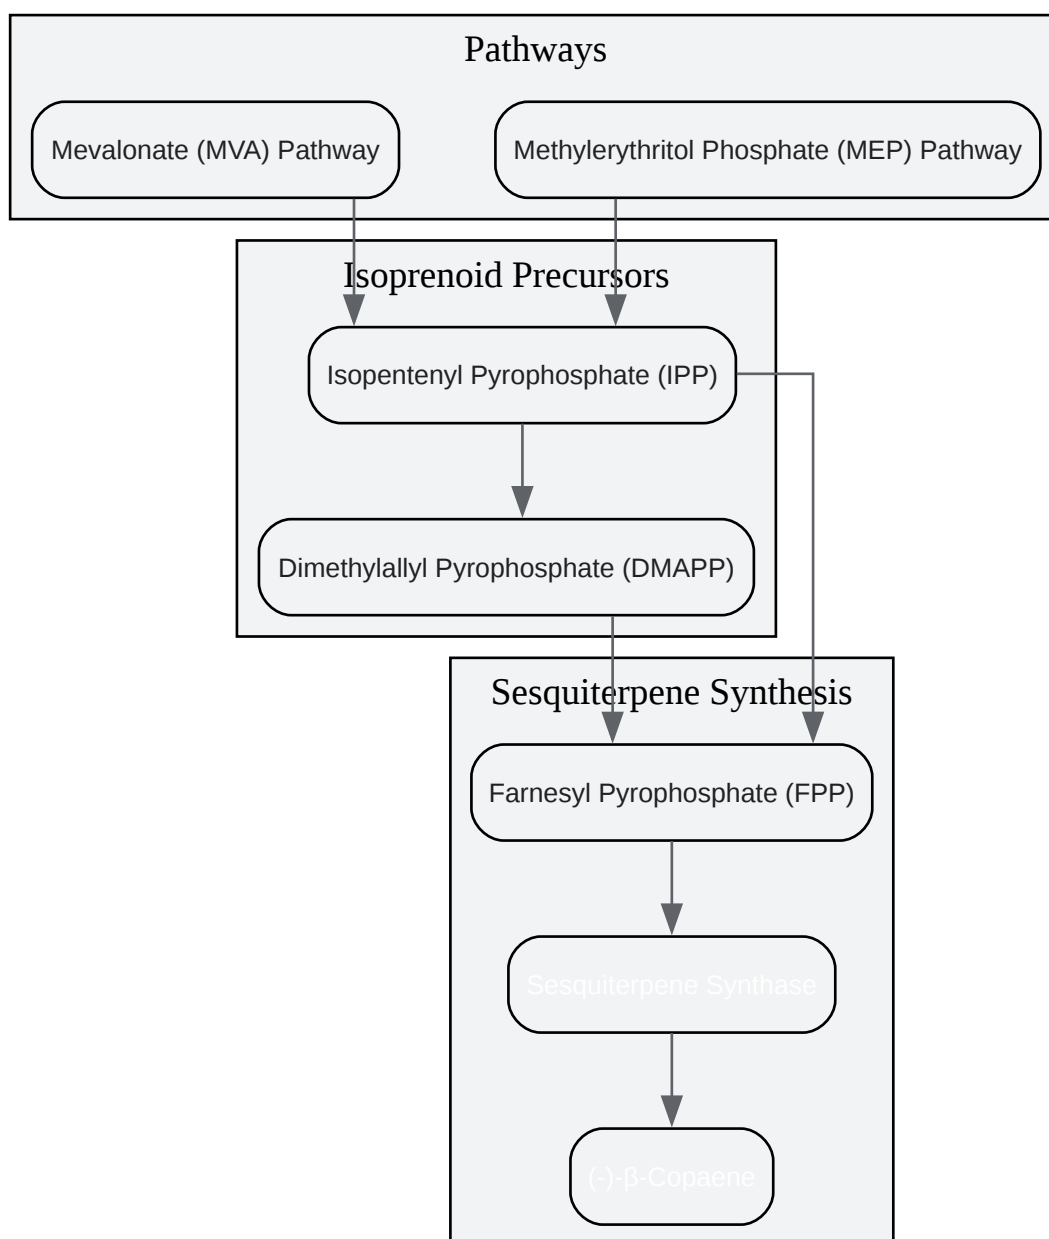 Pathways
Mevalonate (MVA) Pathway
Methylerythritol Phosphate (MEP) Pathway
Isoprenoid Precursors
Isopentenyl Pyrophosphate (IPP)
Dimethylallyl Pyrophosphate (DMAPP)
Sesquiterpene Synthesis
Farnesyl Pyrophosphate (FPP)
Sesquiterpene Synthase
(-)-β-Copaene